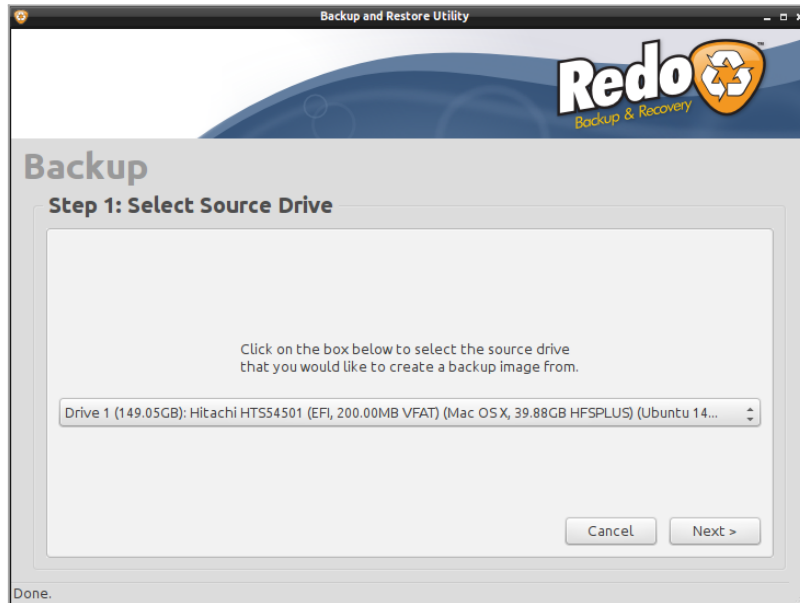 Backup and Restore Utility
Redo™
Backup & Recovery
Backup
Step 1: Select Source Drive
Click on the box below to select the source drive
that you would like to create a backup image from.
Drive 1 (149.05GB): Hitachi HTS54501 (EFI, 200.00MB VFAT) (Mac OS X, 39.88GB HFSPLUS) (Ubuntu 14...
Cancel
Next >
Done.